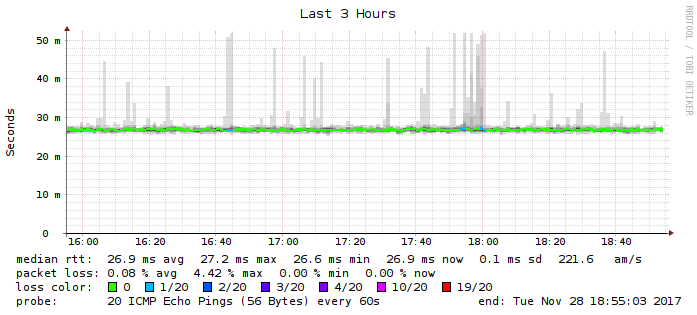 Last 3 Hours
RRDTOOL / TOBI OETIKER
Seconds
50 m
40 m
30 m
20 m
10 m
0
16:00 16:20 16:40 17:00 17:20 17:40 18:00 18:20 18:40
median rtt: 26.9 ms avg 27.2 ms max 26.6 ms min 26.9 ms now 0.1 ms sd 221.6 am/s
packet loss: 0.08 % avg 4.42 % max 0.00 % min 0.00 % now
loss color: 0 1/20 2/20 3/20 4/20 10/20 19/20
probe: 20 ICMP Echo Pings (56 Bytes) every 60s end: Tue Nov 28 18:55:03 2017